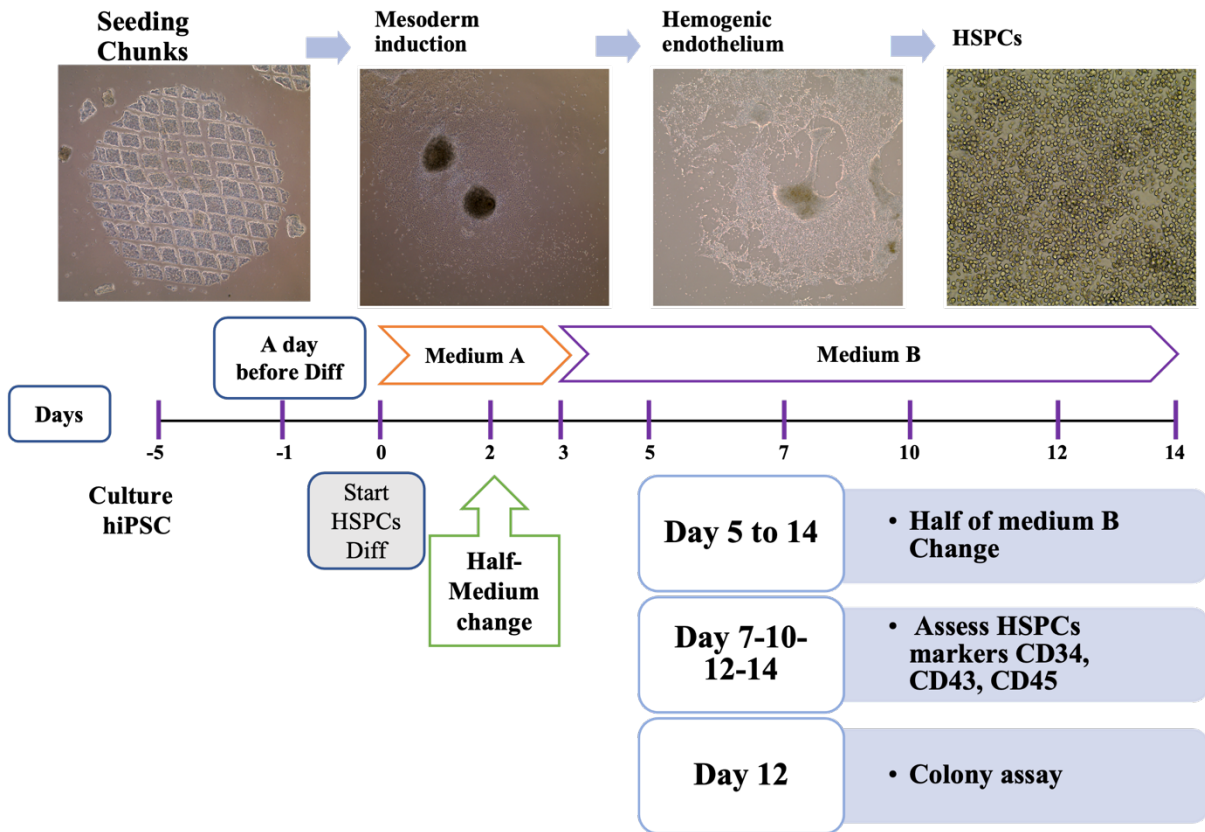 Seeding
Chunks
Mesoderm
induction
Hemogenic
endothelium
HSPCs
A day
before Diff
Medium A
Medium B
Days
-5
-1
0
2
3
5
7
10
12
14
Culture
hiPSC
Start
HSPCs
Diff
Half-
Medium
change
Day 5 to 14
• Half of medium B
Change
Day 7-10-
12-14
• Assess HSPCs
markers CD34,
CD43, CD45
Day 12
• Colony assay